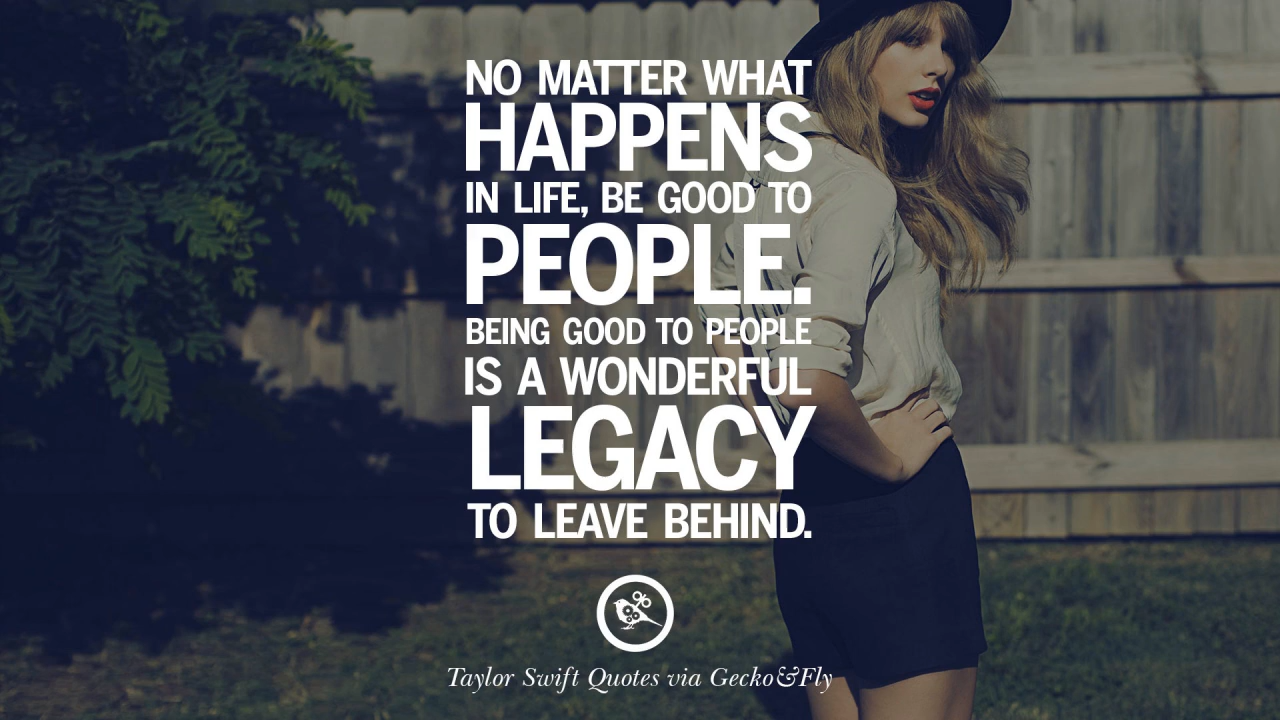 NO MATTER WHAT
HAPPENS
IN LIFE, BE GOOD TO
PEOPLE.
BEING GOOD TO PEOPLE
IS A WONDERFUL
LEGACY
TO LEAVE BEHIND.
Taylor Swift Quotes via Gecko&Fly